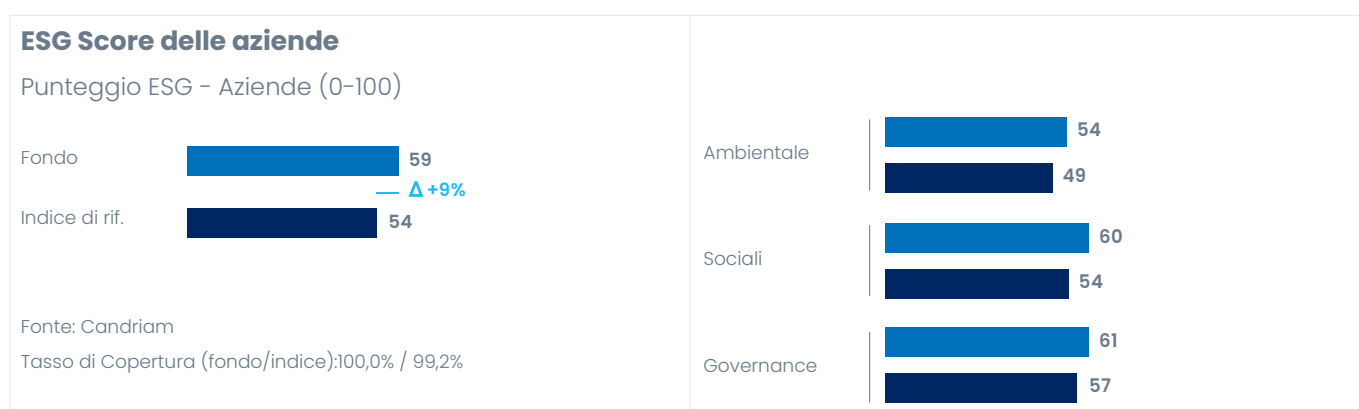 ESG Score delle aziende
Punteggio ESG - Aziende (0-100)
Fondo
59
Δ +9%
Indice di rif.
54
Fonte: Candriam
Tasso di Copertura (fondo/indice):100,0% / 99,2%
Ambientale
54
49
Sociali
60
54
Governance
61
57